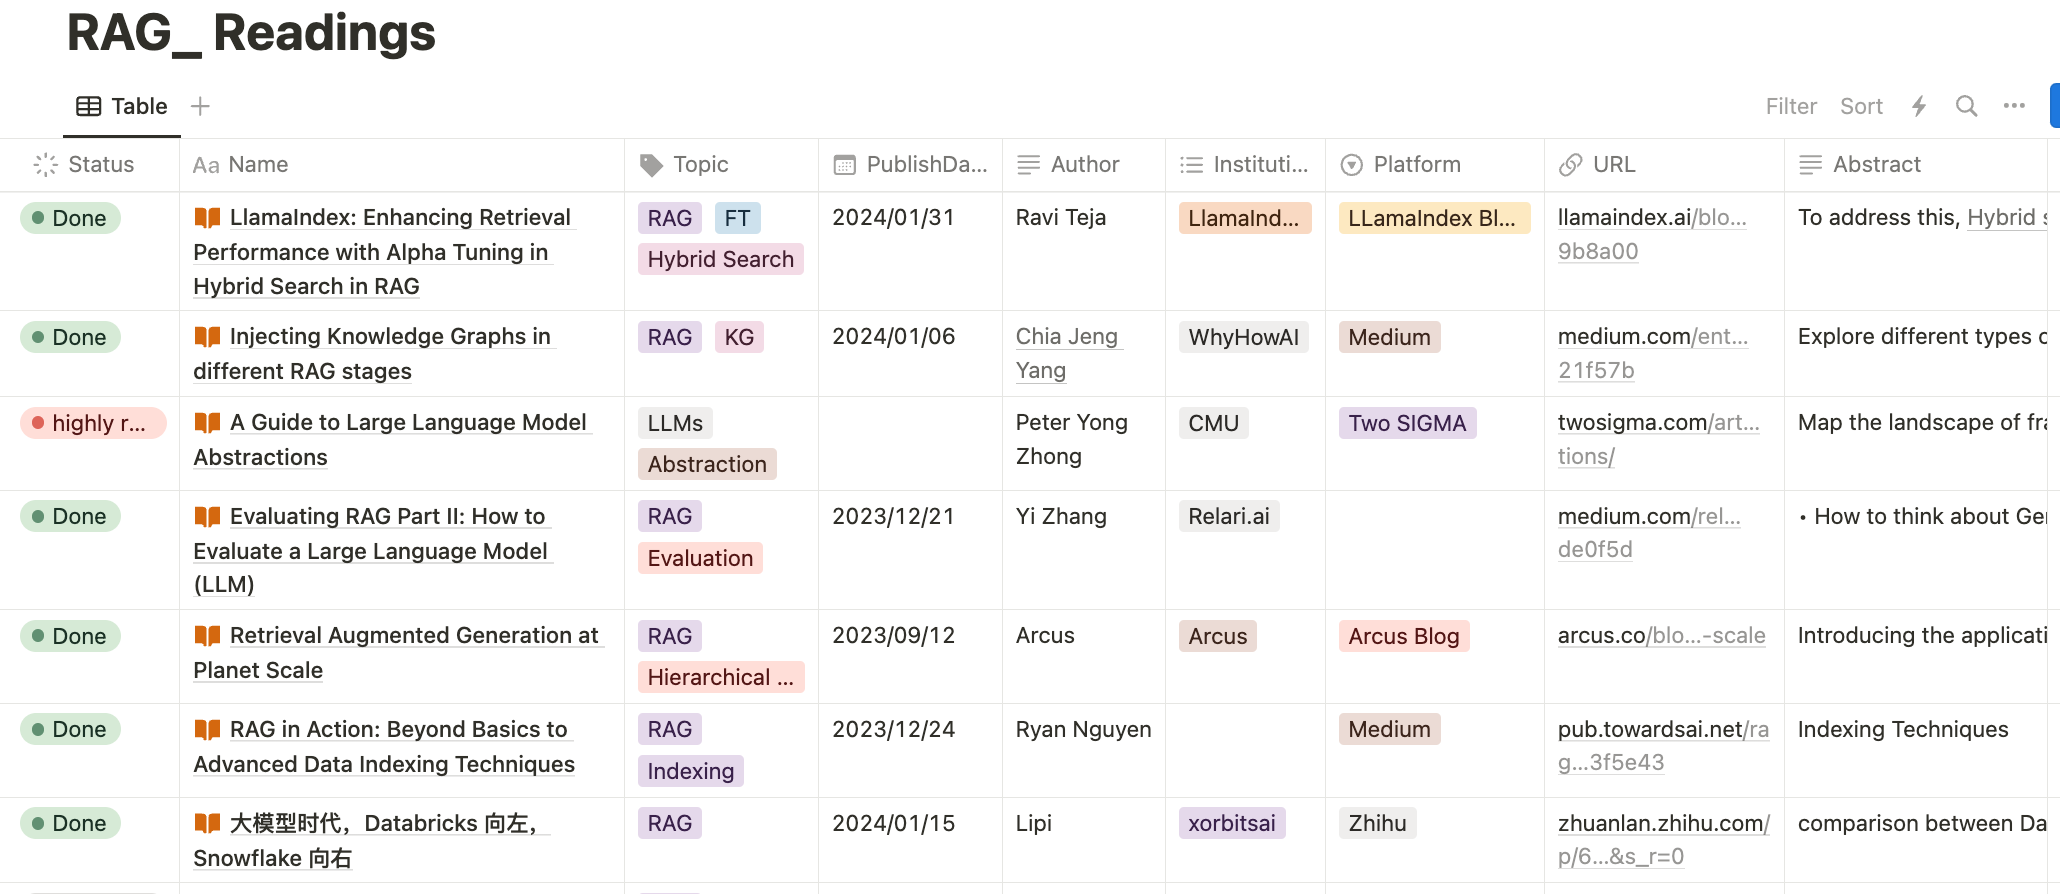 RAG_ Readings
Table
Filter Sort
Status Aa Name Topic PublishDa... Author Instituti... Platform URL Abstract
Done
LlamaIndex: Enhancing Retrieval
Performance with Alpha Tuning in
Hybrid Search in RAG
RAG FT
Hybrid Search
2024/01/31
Ravi Teja
LlamaInd...
LLamaIndex Bl...
llamaindex.ai/blo...
9b8a00
To address this, Hybrid s
Done
Injecting Knowledge Graphs in
different RAG stages
RAG KG
2024/01/06
Chia Jeng
Yang
WhyHowAI
Medium
medium.com/ent...
21f57b
Explore different types o
highly r...
A Guide to Large Language Model
Abstractions
LLMs
Abstraction
Peter Yong
Zhong
CMU
Two SIGMA
twosigma.com/art...
tions/
Map the landscape of fra
Done
Evaluating RAG Part II: How to
Evaluate a Large Language Model
(LLM)
RAG
Evaluation
2023/12/21
Yi Zhang
Relari.ai
medium.com/rel...
de0f5d
• How to think about Ge
Done
Retrieval Augmented Generation at
Planet Scale
RAG
Hierarchical ...
2023/09/12
Arcus
Arcus
Arcus Blog
arcus.co/blo...-scale
Introducing the applicati
Done
RAG in Action: Beyond Basics to
Advanced Data Indexing Techniques
RAG
Indexing
2023/12/24
Ryan Nguyen
Medium
pub.towardsai.net/ra
g...3f5e43
Indexing Techniques
Done
大模型时代，Databricks 向左，
Snowflake 向右
RAG
2024/01/15
Lipi
xorbitsai
Zhihu
zhuanlan.zhihu.com/
p/6...&s_r=0
comparison between Da